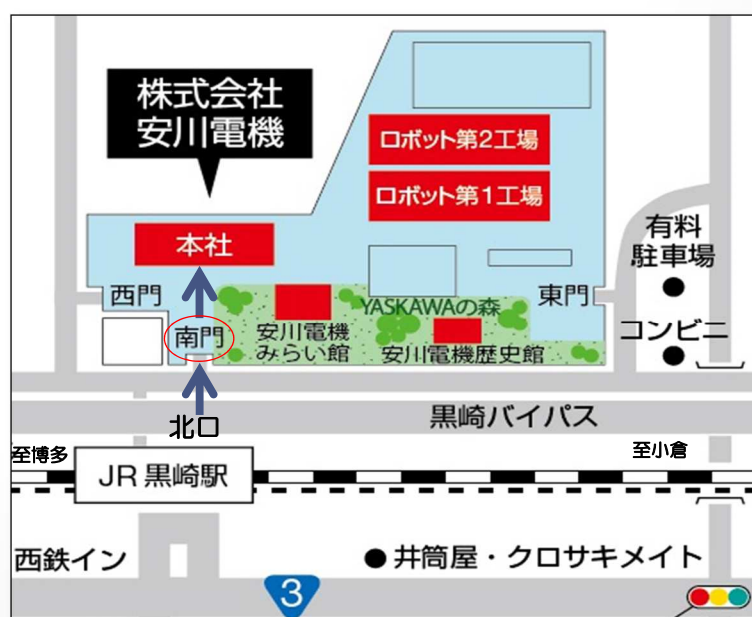 株式会社
安川電機
ロボット第2工場
ロボット第1工場
本社
有料
駐車場
西門
YASKAWAの森
東門
南門
安川電機
みらい館
安川電機歴史館
コンビニ
北口
黒崎バイパス
至博多
至小倉
JR黒崎駅
西鉄イン
井筒屋・クロサキメイト
3